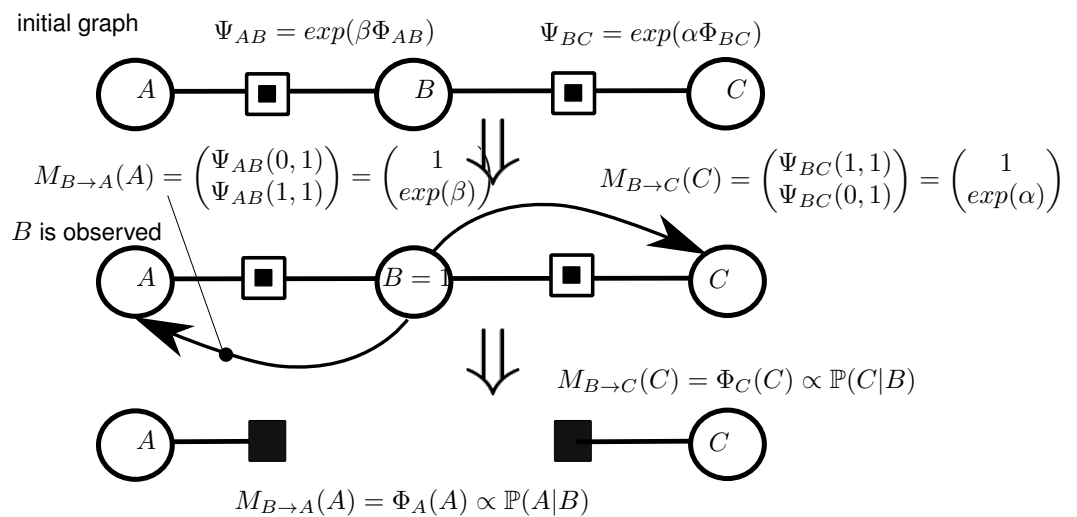 initial graph
Ψ_{AB} = exp(βΦ_{AB})
Ψ_{BC} = exp(αΦ_{BC})
A
B
C
M_{B→A}(A) = (Ψ_{AB}(0, 1) Ψ_{AB}(1, 1)) = (1 exp(β))
M_{B→C}(C) = (Ψ_{BC}(1, 1) Ψ_{BC}(0, 1)) = (1 exp(α))
B is observed
A
B = 1
C
M_{B→C}(C) = Φ_C(C) ∝ ℙ(C|B)
A
C
M_{B→A}(A) = Φ_A(A) ∝ ℙ(A|B)